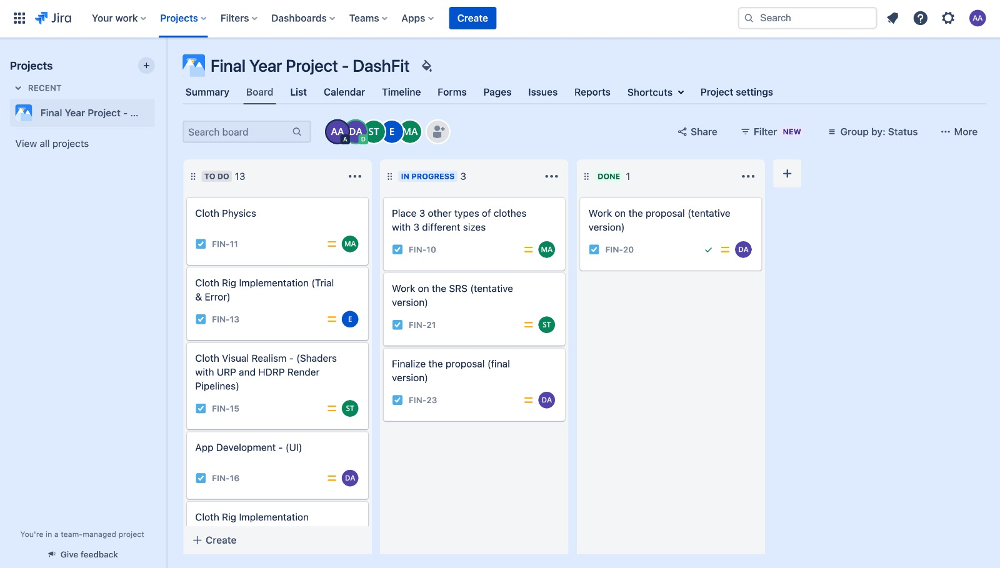 Jira Your work Projects Filters Dashboards Teams Apps Create Search AA
Projects
RECENT
Final Year Project - ...
View all projects
You're in a team-managed project
Give feedback
Final Year Project - DashFit
Summary Board List Calendar Timeline Forms Pages Issues Reports Shortcuts Project settings
Search board AA A DA D ST E MA Share Filter NEW Group by: Status More
TO DO 13
Cloth Physics
FIN-11 MA
Cloth Rig Implementation (Trial
& Error)
FIN-13 E
Cloth Visual Realism - (Shaders
with URP and HDRP Render
Pipelines)
FIN-15 ST
App Development - (UI)
FIN-16 DA
Cloth Rig Implementation
Create
IN PROGRESS 3
Place 3 other types of clothes
with 3 different sizes
FIN-10 MA
Work on the SRS (tentative
version)
FIN-21 ST
Finalize the proposal (final
version)
FIN-23 DA
DONE 1
Work on the proposal (tentative
version)
FIN-20 DA